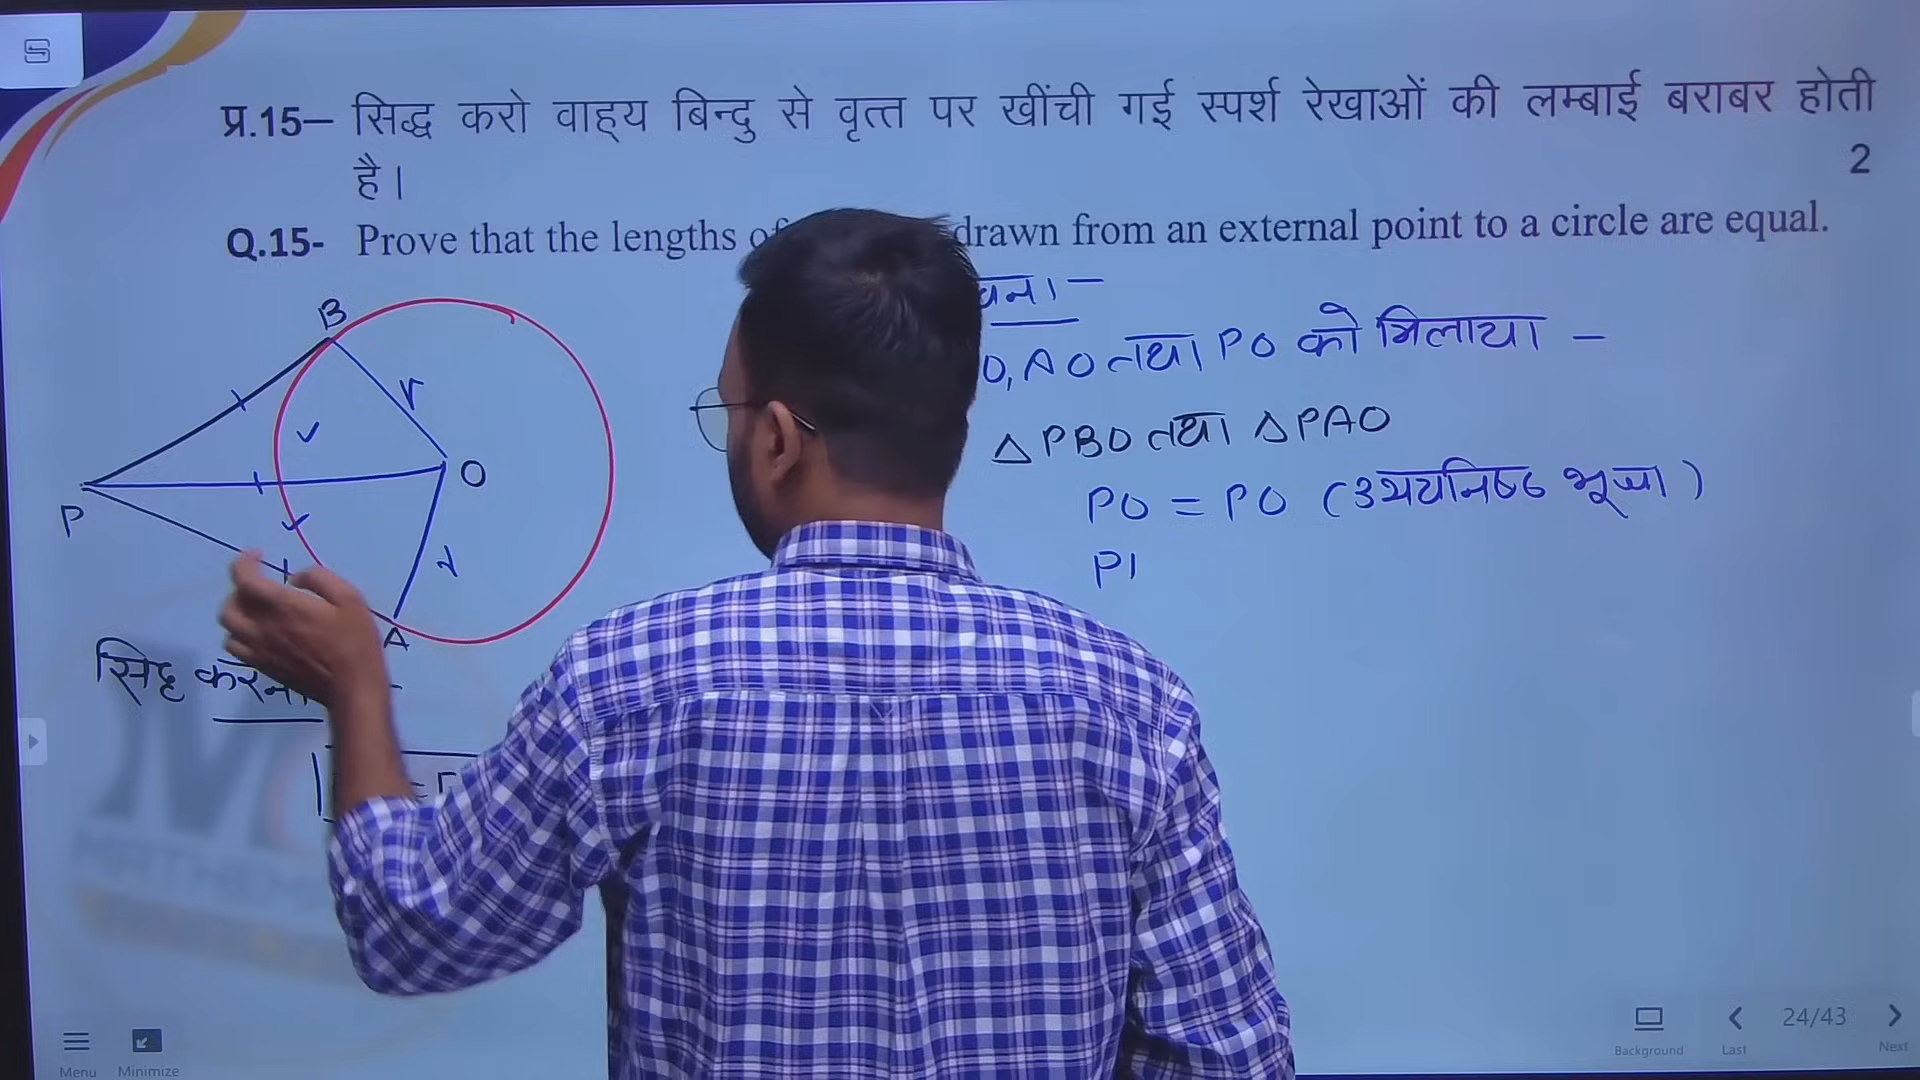 प्र.15– सिद्ध करो वाह्य बिन्दु से वृत्त पर खींची गई स्पर्श रेखाओं की लम्बाई बराबर होती
है।
2
Q.15- Prove that the lengths of drawn from an external point to a circle are equal.
B
r
O
P
A
सिद्ध करना
O, AO तथा PO को मिलाया –
△PBO तथा △PAO
PO = PO (उभयनिष्ठ भूजा)
Menu
Minimize
Background
Last
24/43
Next